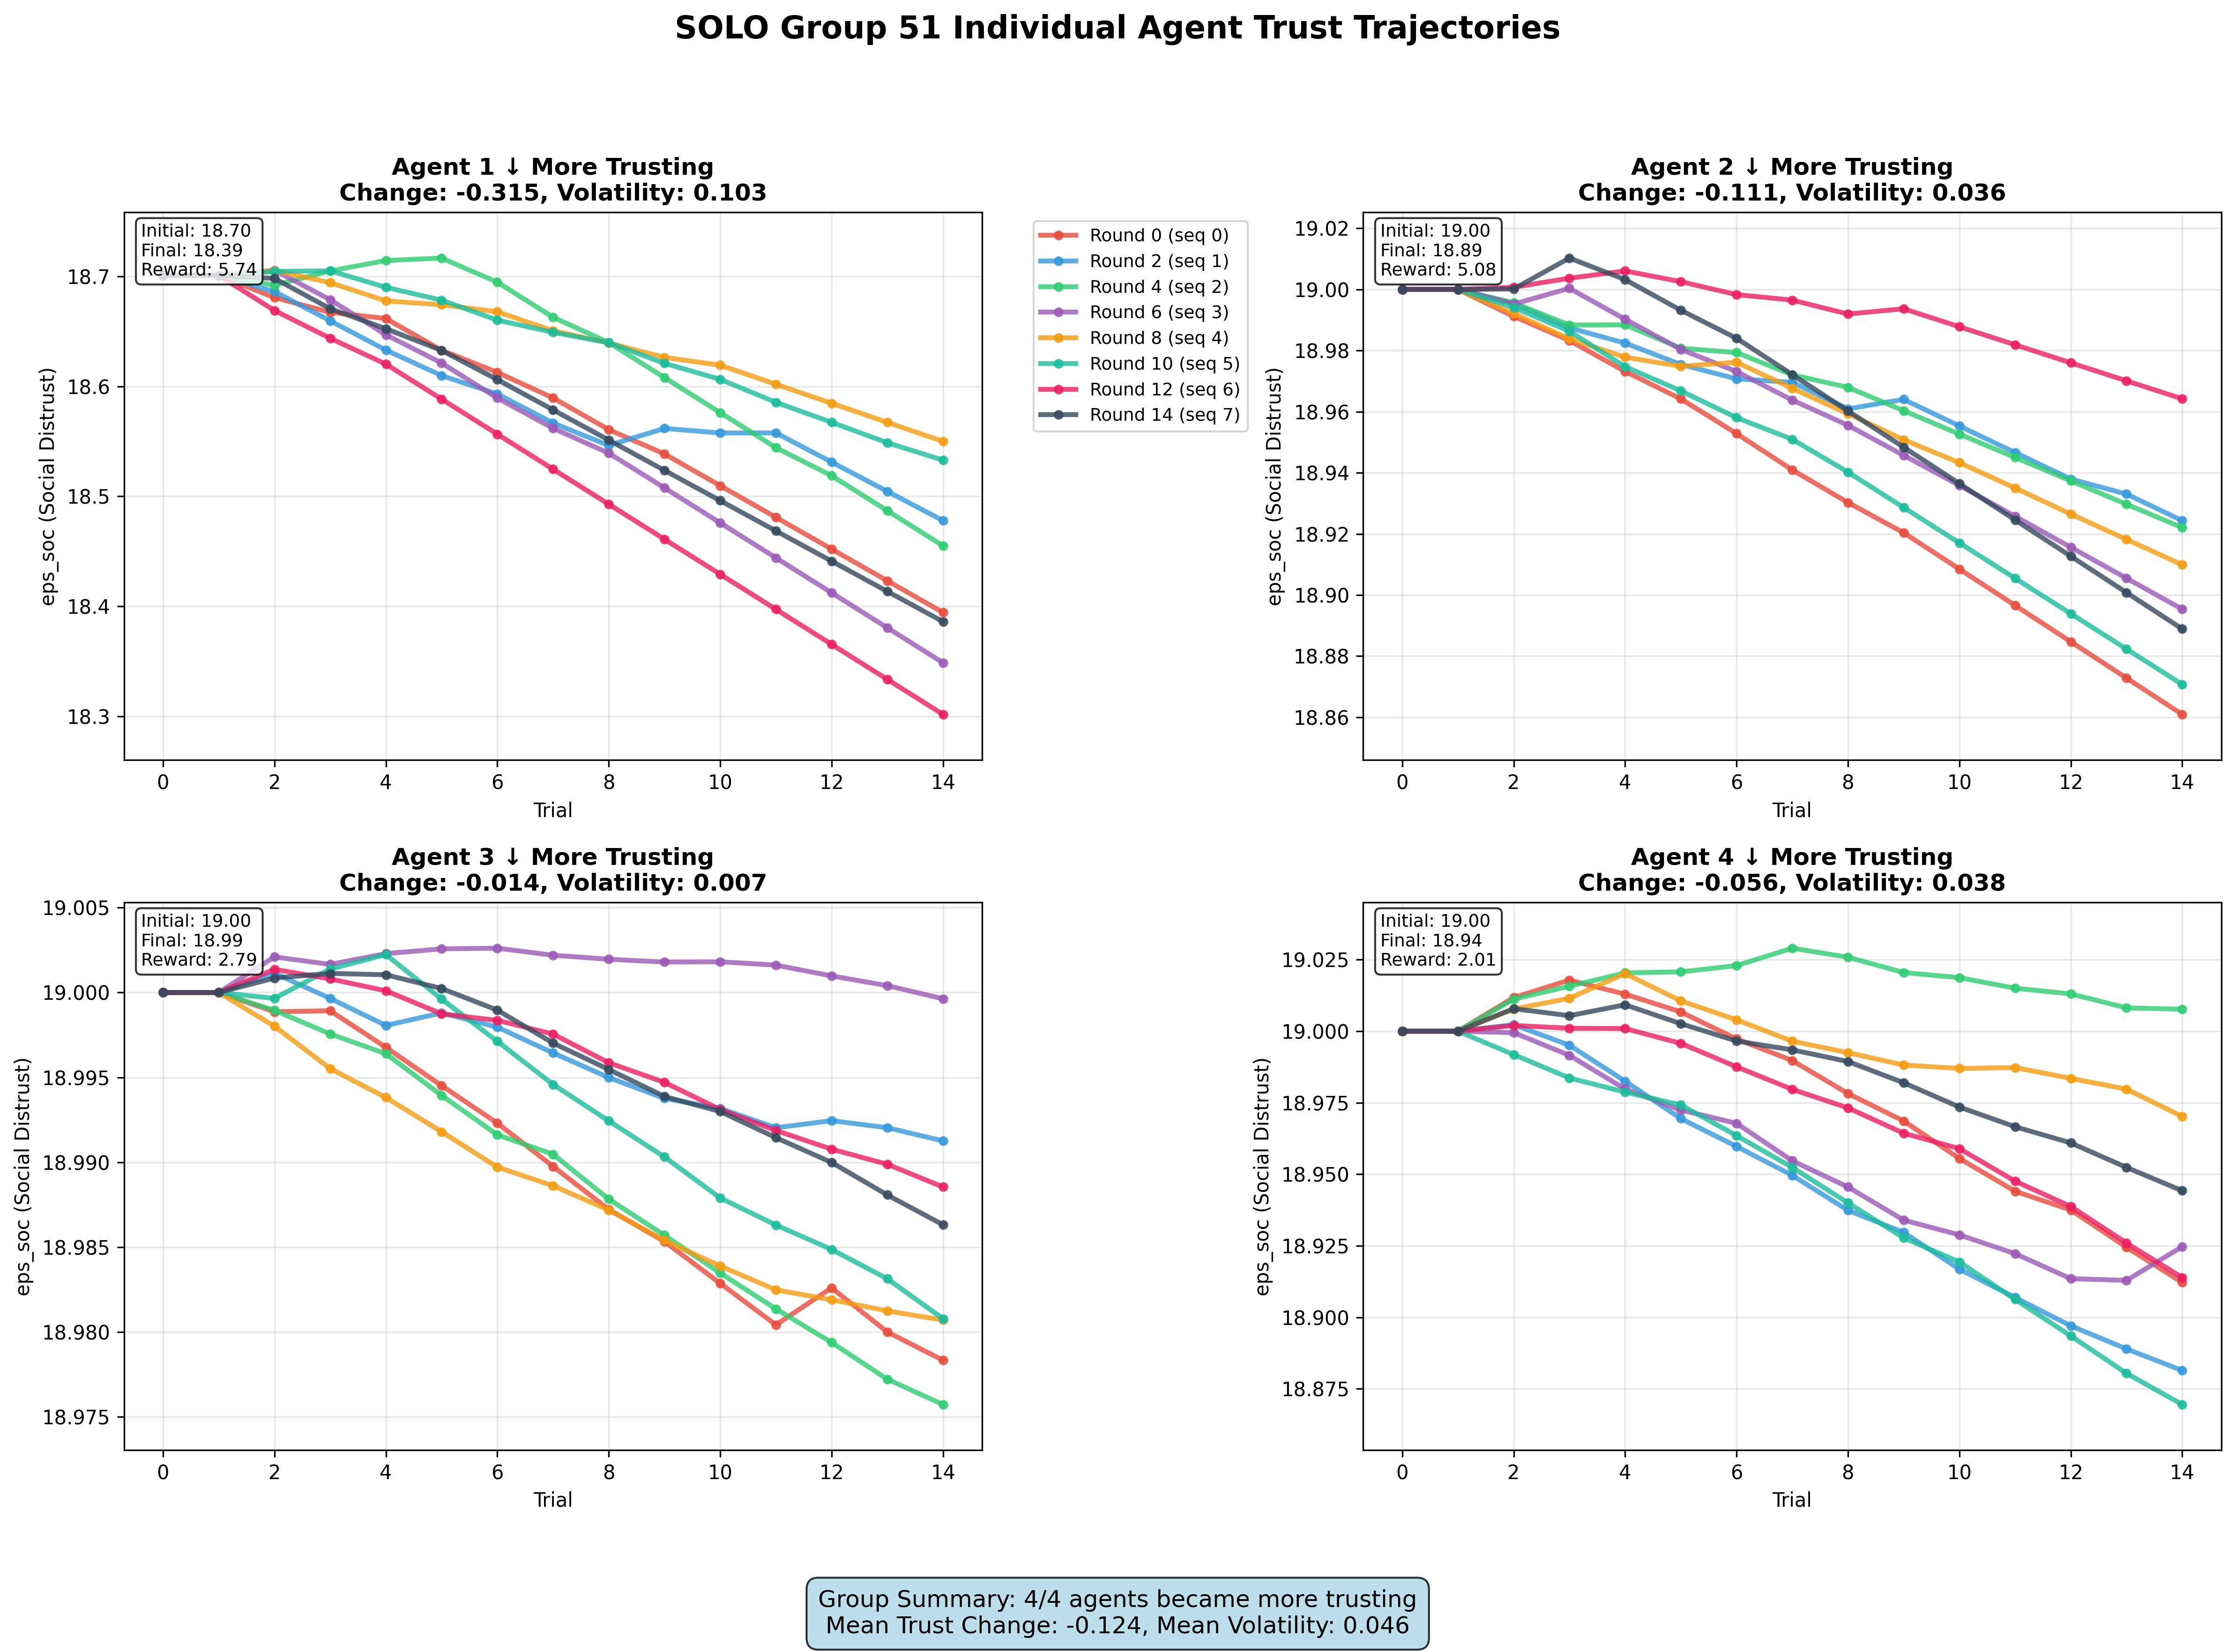 SOLO Group 51 Individual Agent Trust Trajectories
Agent 1 ↓ More Trusting
Change: -0.315, Volatility: 0.103
Initial: 18.70
Final: 18.39
Reward: 5.74
eps_soc (Social Distrust)
18.7
18.6
18.5
18.4
18.3
0 2 4 6 8 10 12 14
Trial
Round 0 (seq 0)
Round 2 (seq 1)
Round 4 (seq 2)
Round 6 (seq 3)
Round 8 (seq 4)
Round 10 (seq 5)
Round 12 (seq 6)
Round 14 (seq 7)
Agent 2 ↓ More Trusting
Change: -0.111, Volatility: 0.036
Initial: 19.00
Final: 18.89
Reward: 5.08
eps_soc (Social Distrust)
19.02
19.00
18.98
18.96
18.94
18.92
18.90
18.88
18.86
0 2 4 6 8 10 12 14
Trial
Agent 3 ↓ More Trusting
Change: -0.014, Volatility: 0.007
Initial: 19.00
Final: 18.99
Reward: 2.79
eps_soc (Social Distrust)
19.005
19.000
18.995
18.990
18.985
18.980
18.975
0 2 4 6 8 10 12 14
Trial
Agent 4 ↓ More Trusting
Change: -0.056, Volatility: 0.038
Initial: 19.00
Final: 18.94
Reward: 2.01
eps_soc (Social Distrust)
19.025
19.000
18.975
18.950
18.925
18.900
18.875
0 2 4 6 8 10 12 14
Trial
Group Summary: 4/4 agents became more trusting
Mean Trust Change: -0.124, Mean Volatility: 0.046